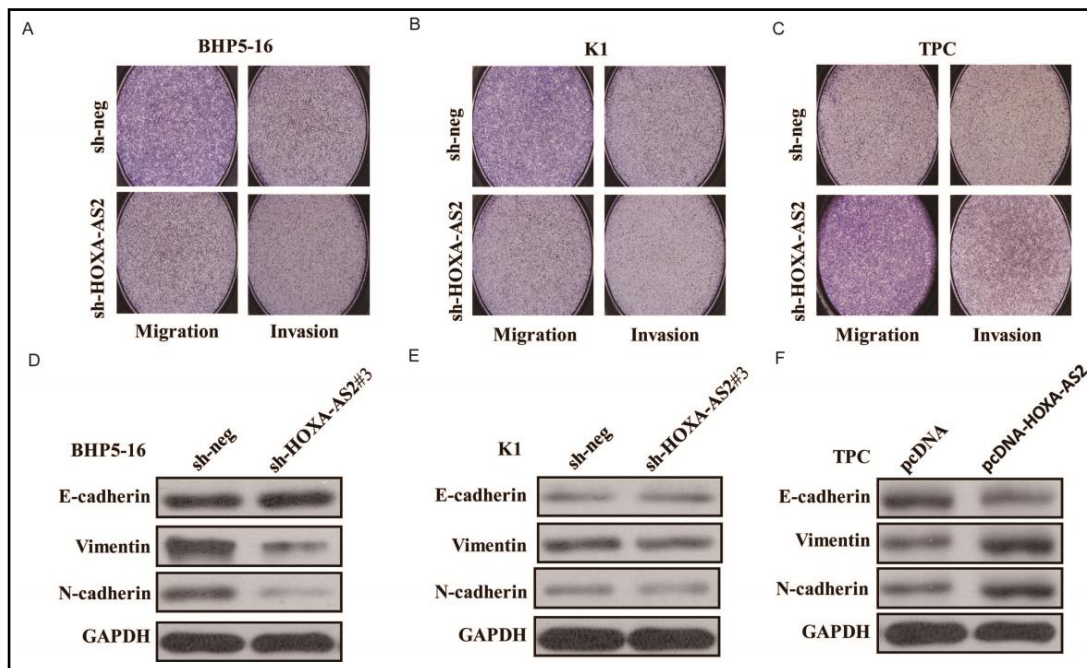 A
BHP5-16
sh-neg
sh-HOXA-AS2
Migration
Invasion
B
K1
sh-neg
sh-HOXA-AS2
Migration
Invasion
C
TPC
sh-neg
sh-HOXA-AS2
Migration
Invasion
D
BHP5-16
sh-neg
sh-HOXA-AS2#3
E-cadherin
Vimentin
N-cadherin
GAPDH
E
K1
sh-neg
sh-HOXA-AS2#3
E-cadherin
Vimentin
N-cadherin
GAPDH
F
TPC
pcDNA
pcDNA-HOXA-AS2
E-cadherin
Vimentin
N-cadherin
GAPDH